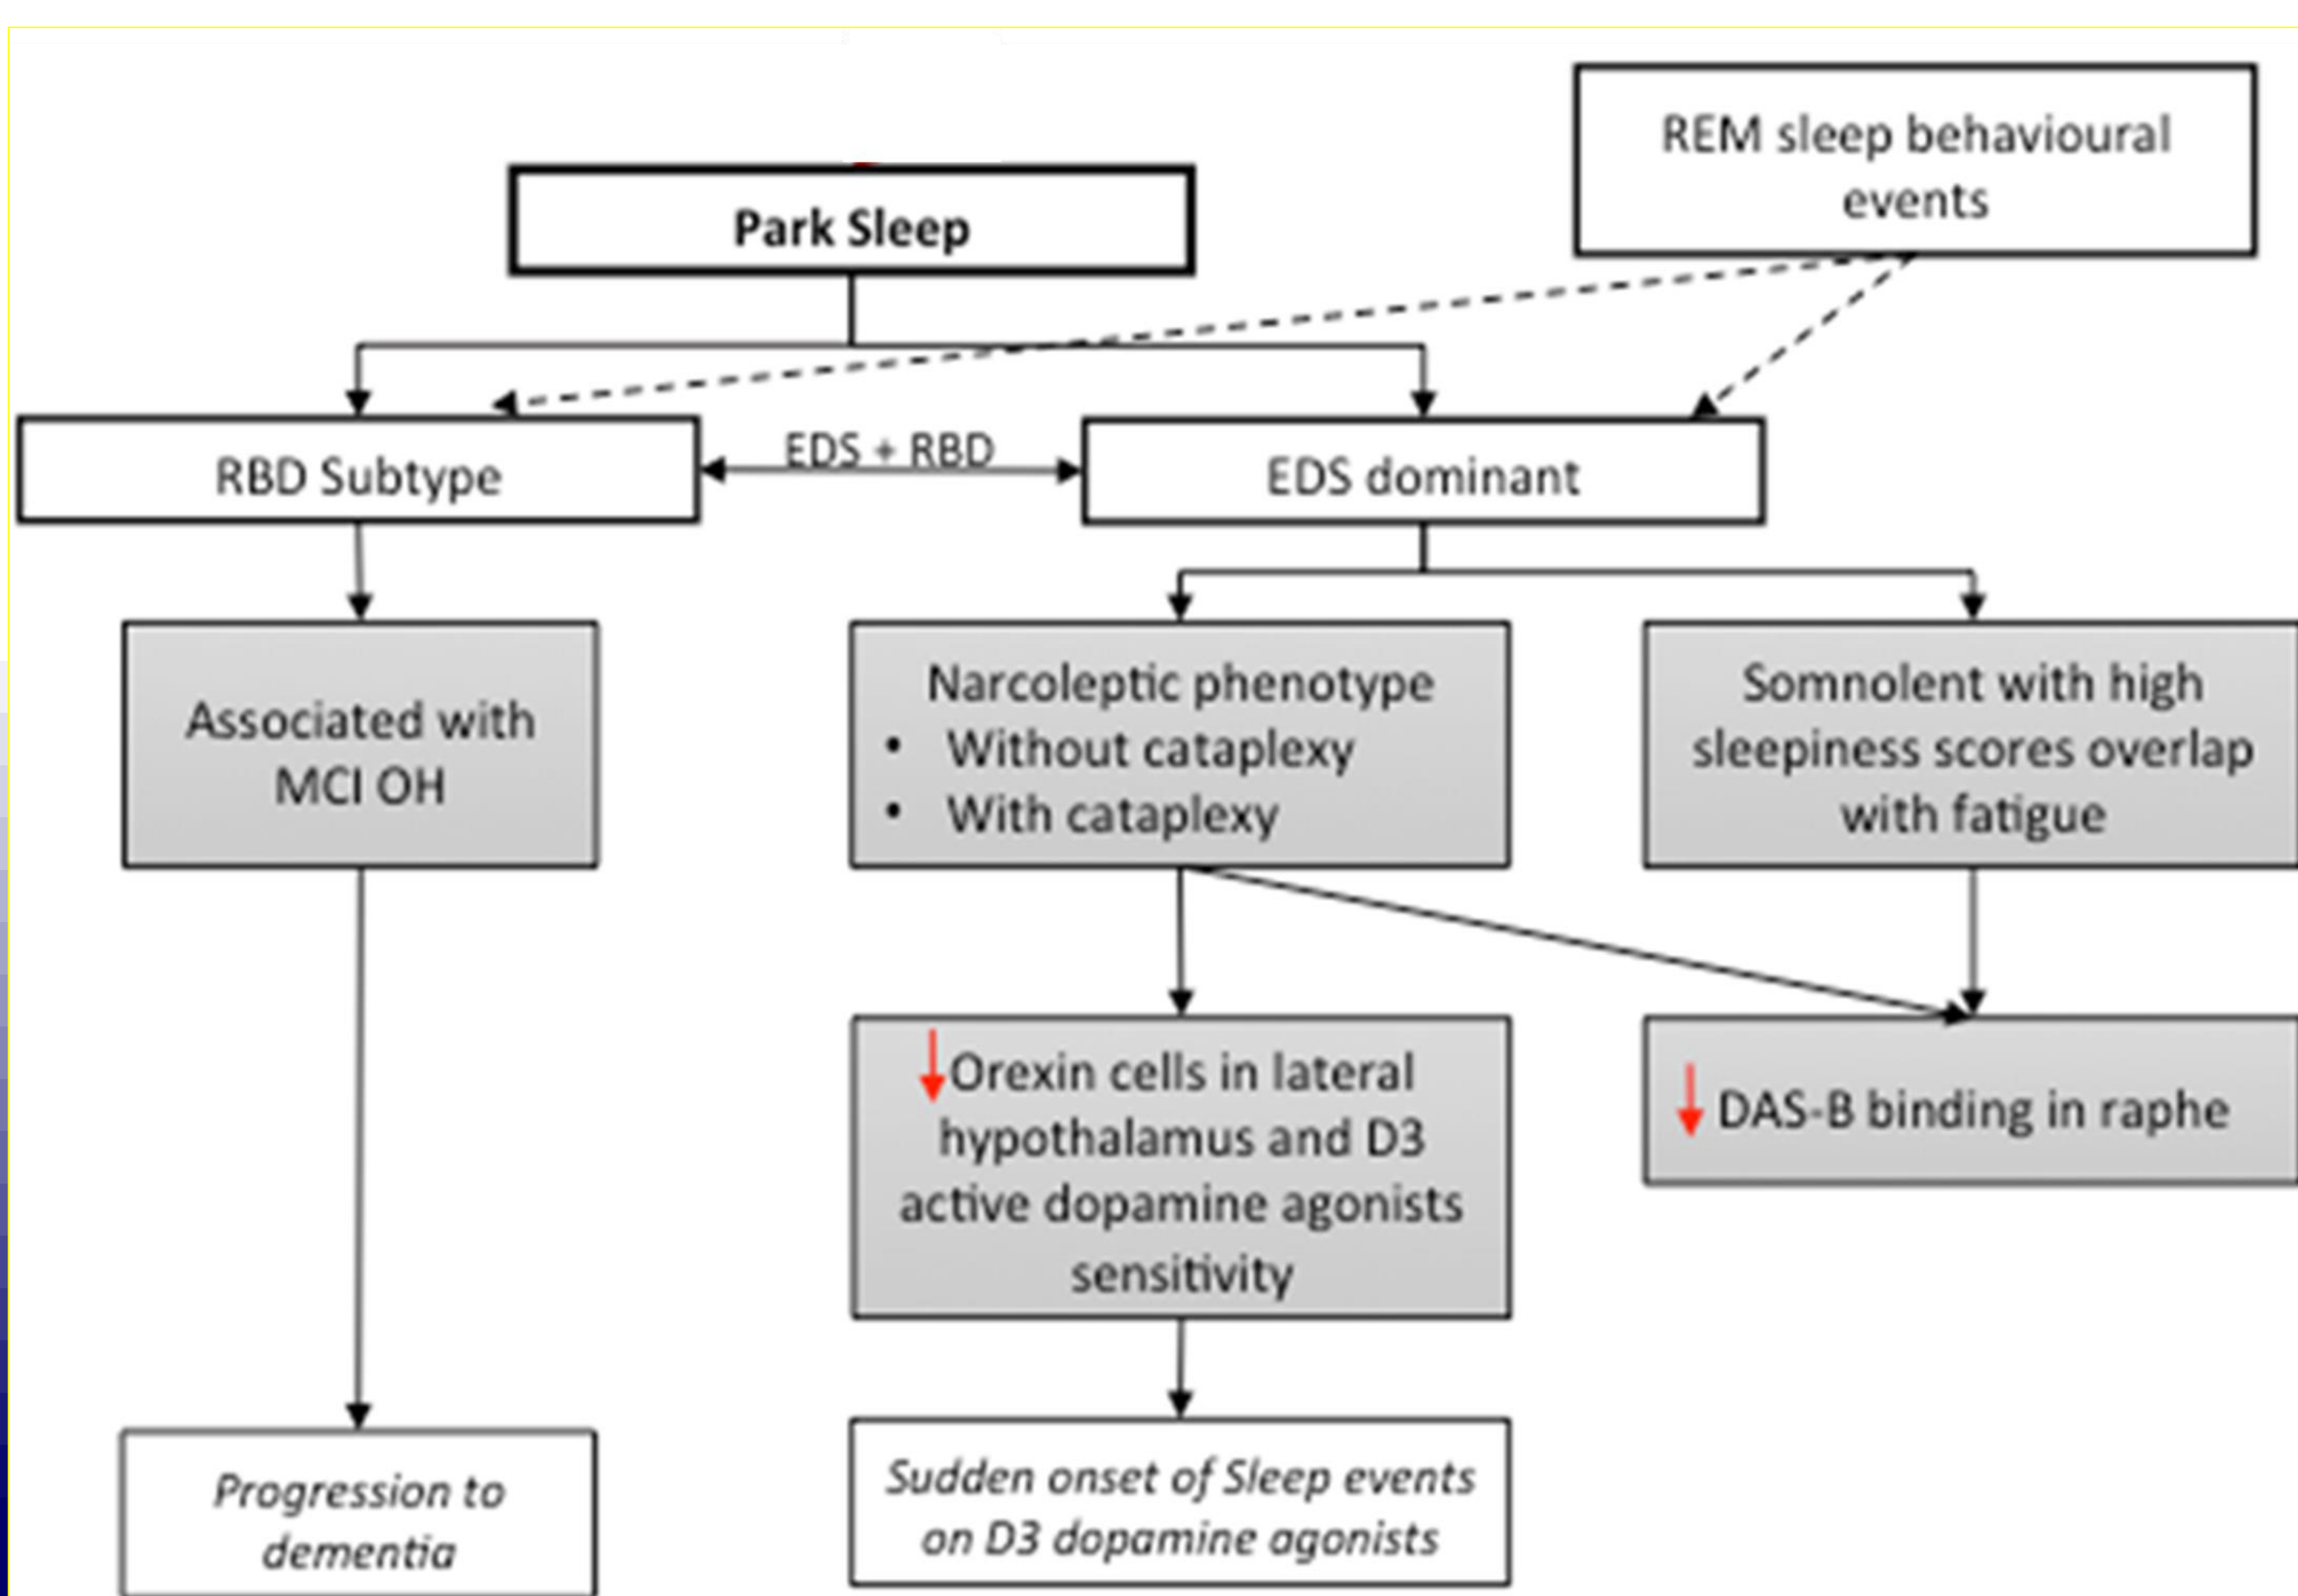 REM sleep behavioural
events
Park Sleep
RBD Subtype
EDS + RBD
EDS dominant
Associated with
MCI OH
Narcoleptic phenotype
• Without cataplexy
• With cataplexy
Somnolent with high
sleepiness scores overlap
with fatigue
Orexin cells in lateral
hypothalamus and D3
active dopamine agonists
sensitivity
DAS-B binding in raphe
Progression to
dementia
Sudden onset of Sleep events
on D3 dopamine agonists